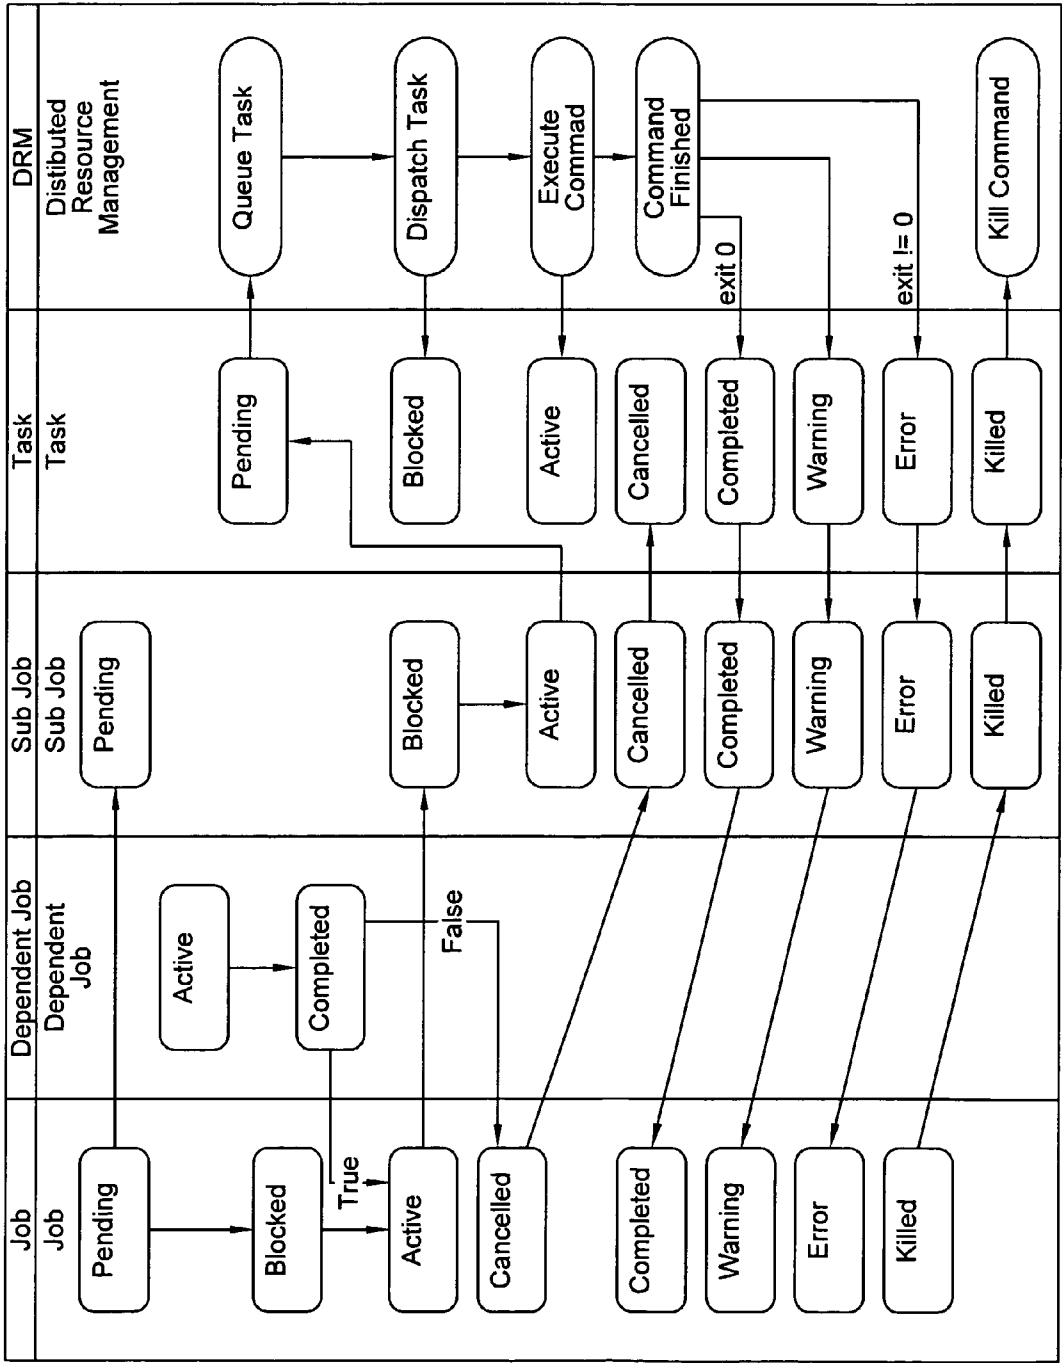 Job
Dependent Job
Sub Job
Task
DRM
Job
Dependent
Job
Sub Job
Task
Distibuted
Resource
Management
Pending
Blocked
True
Active
Cancelled
Completed
Warning
Error
Killed
Active
Completed
False
Pending
Blocked
Active
Cancelled
Completed
Warning
Error
Killed
Pending
Blocked
Active
Cancelled
Completed
Warning
Error
Killed
Queue Task
Dispatch Task
Execute
Commad
Command
Finished
exit 0
exit != 0
Kill Command